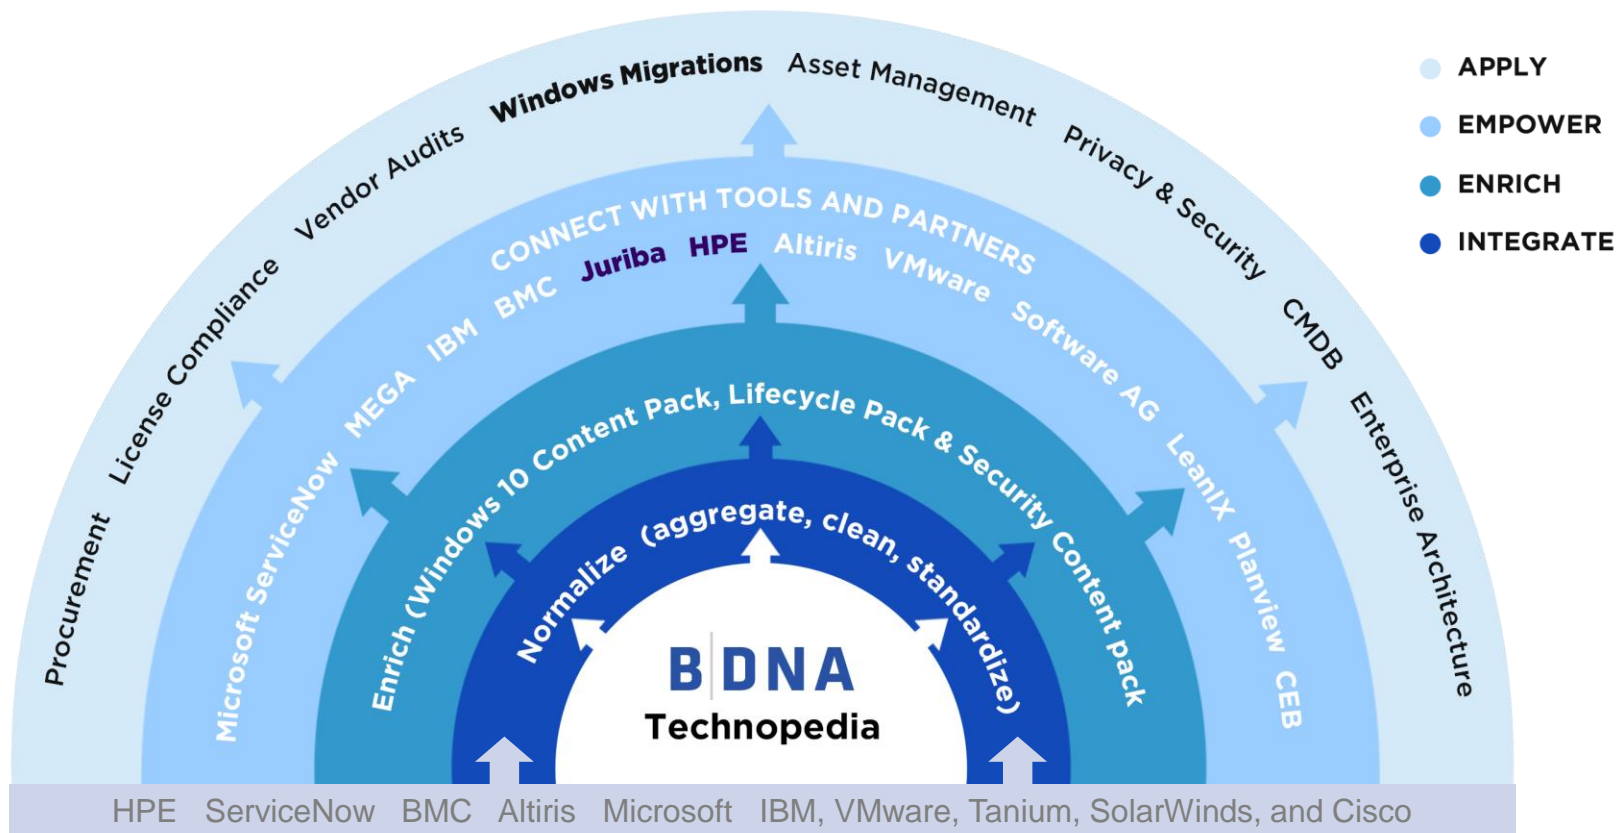 Procurement License Compliance Vendor Audits Windows Migrations Asset Management Privacy & Security CMDB Enterprise Architecture
CONNECT WITH TOOLS AND PARTNERS
Microsoft ServiceNow MEGA IBM BMC Juriba HPE Altiris VMware Software AG LeanIX Planview CEB
Enrich (Windows 10 Content Pack, Lifecycle Pack & Security Content pack
Normalize (aggregate, clean, standardize)
B|DNA
Technopedia
HPE ServiceNow BMC Altiris Microsoft IBM, VMware, Tanium, SolarWinds, and Cisco
APPLY
EMPOWER
ENRICH
INTEGRATE